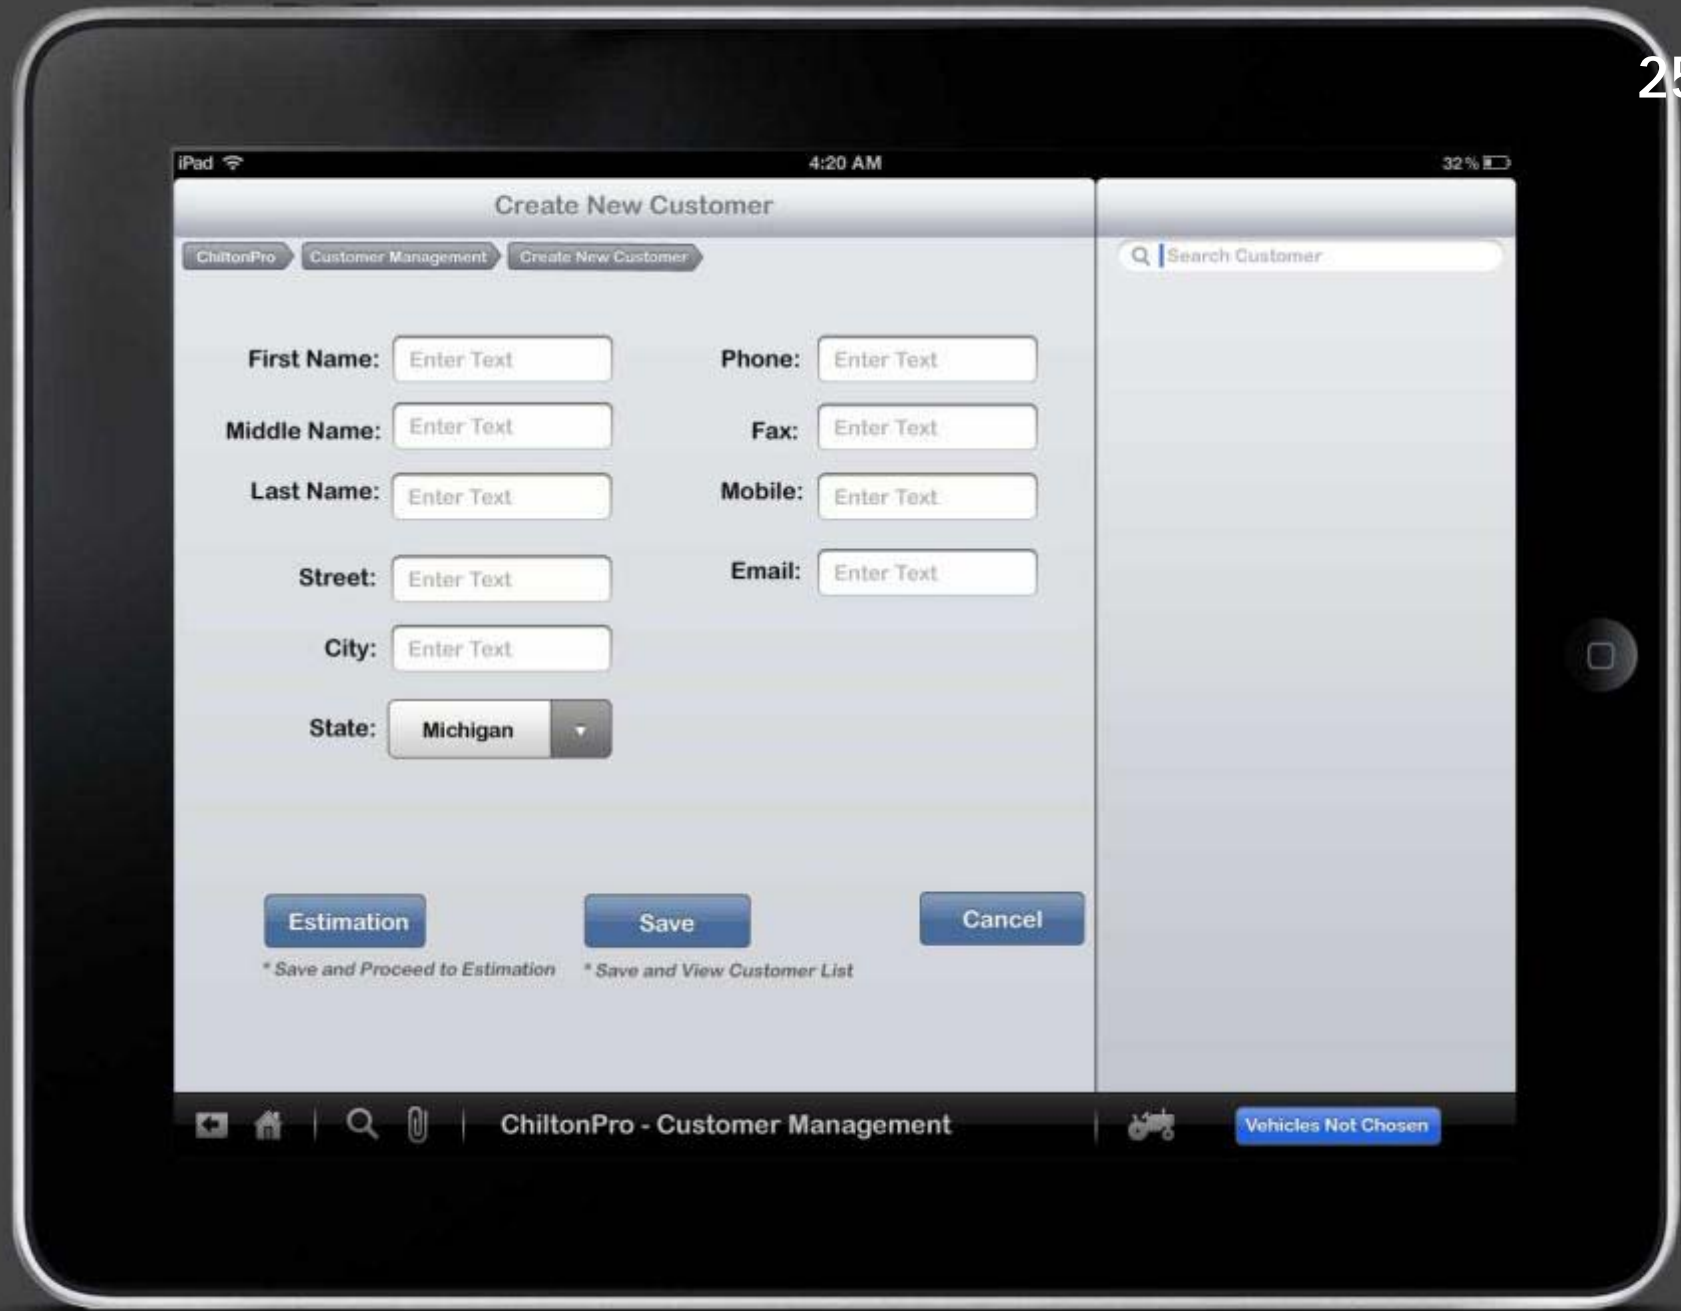 25
iPad 4:20 AM 32%
Create New Customer
ChiltonPro Customer Management Create New Customer
Search Customer
First Name: Enter Text Phone: Enter Text
Middle Name: Enter Text Fax: Enter Text
Last Name: Enter Text Mobile: Enter Text
Street: Enter Text Email: Enter Text
City: Enter Text
State: Michigan
Estimation Save Cancel
* Save and Proceed to Estimation * Save and View Customer List
ChiltonPro - Customer Management Vehicles Not Chosen